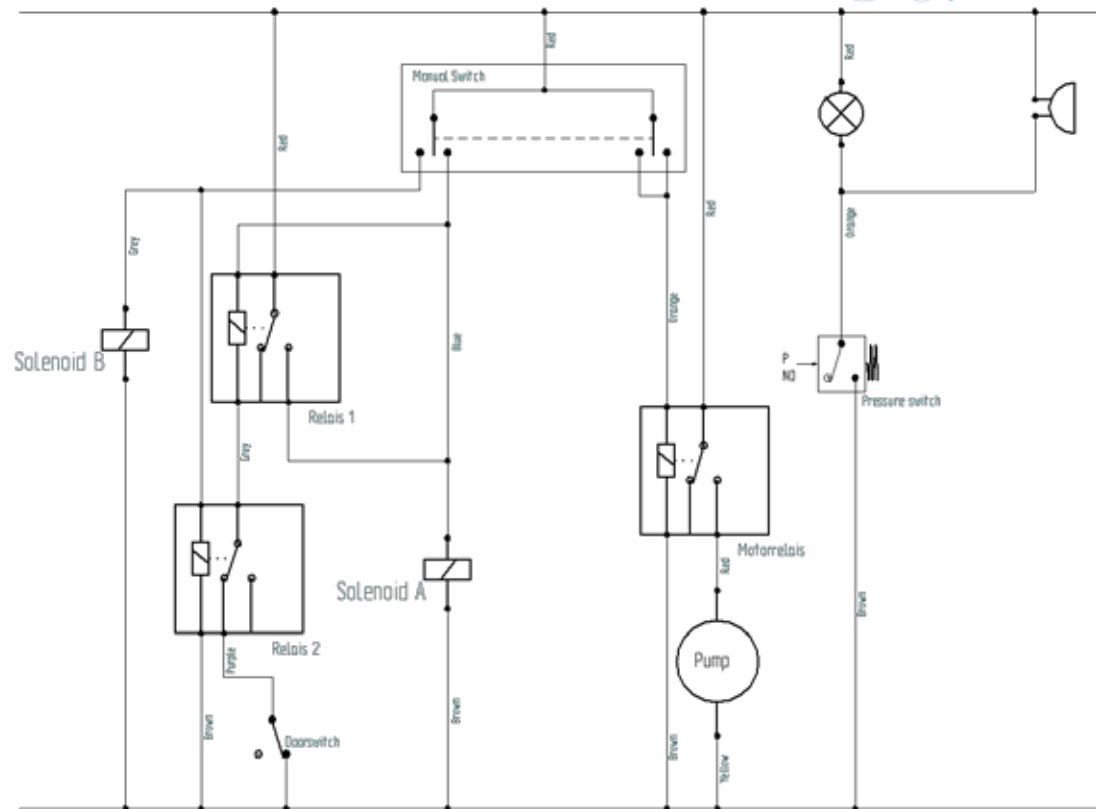 Red
Manual Switch
Red
Red
Red
Grey
Orange
Orange
Blue
Solenoid B
P
NO
Pressure switch
Relais 1
Grey
Solenoid A
Motorrelais
Red
Brown
Relais 2
Purple
Pump
Brown
Brown
Doorswitch
Brown
Yellow